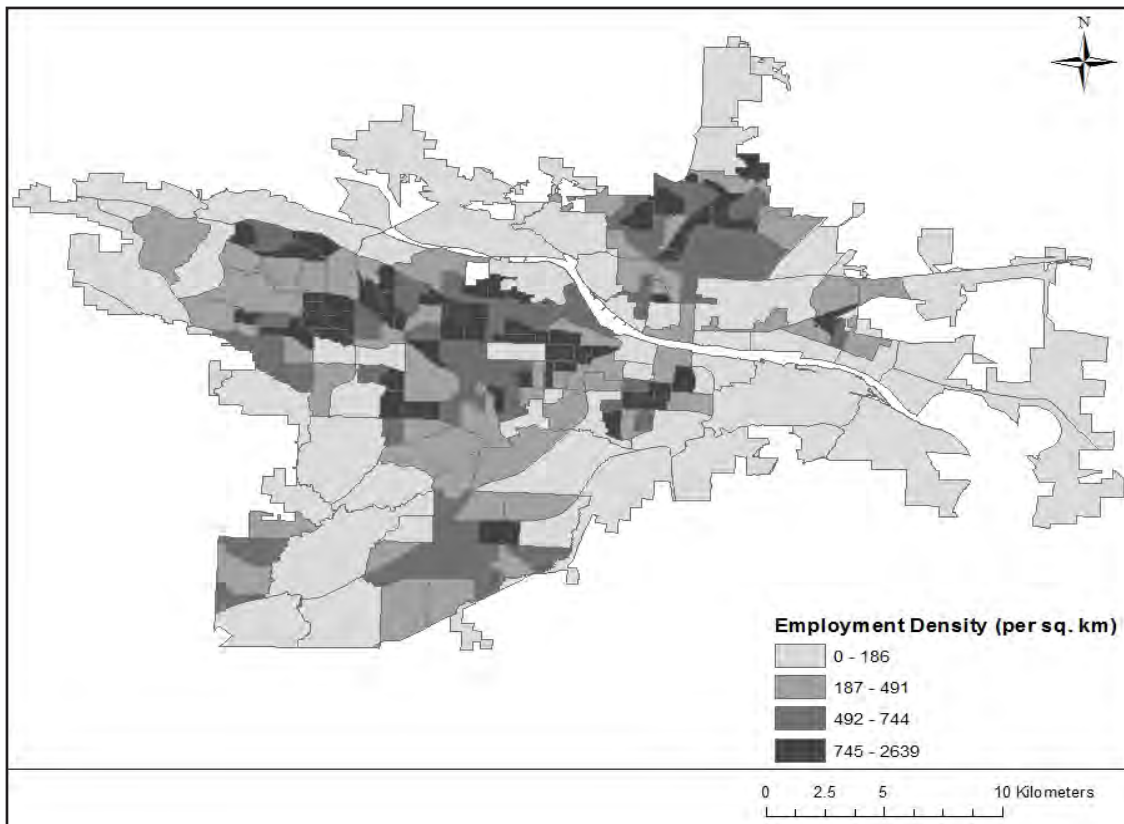 N
Employment Density (per sq. km)
0 - 186
187 - 491
492 - 744
745 - 2639
0 2.5 5 10 Kilometers